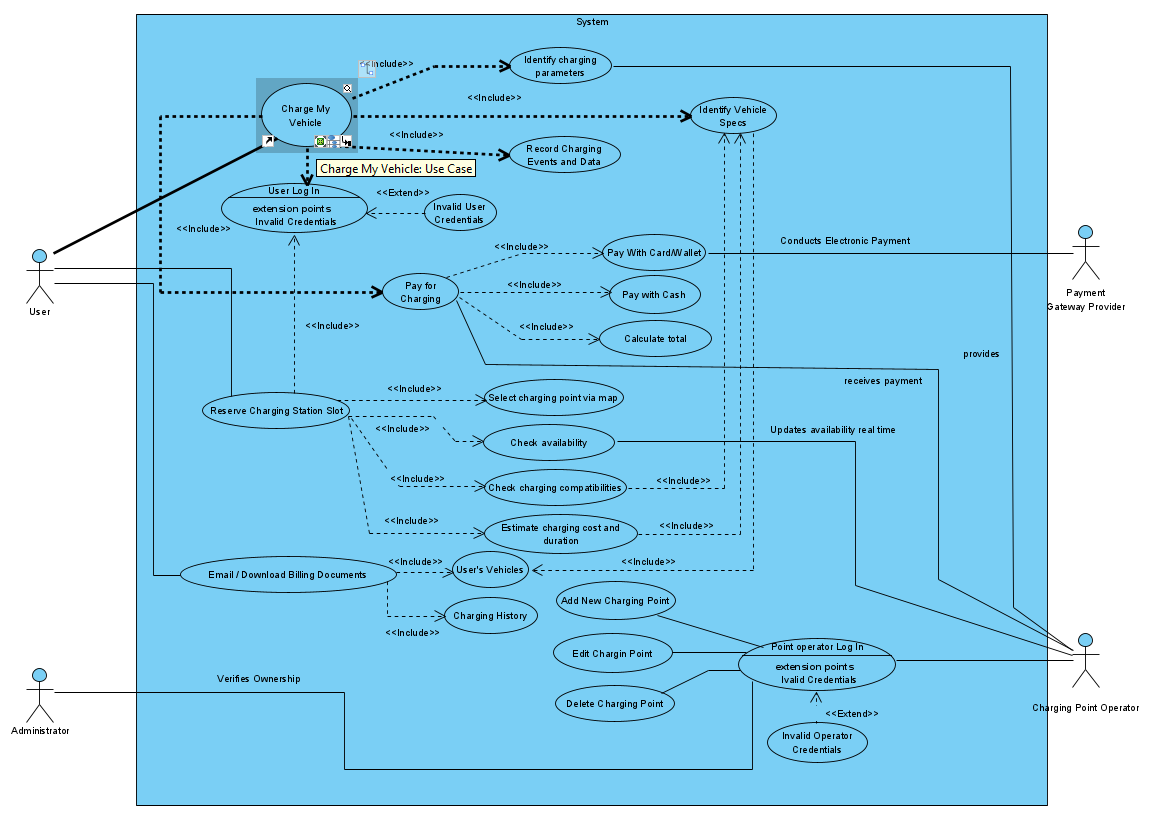 System
<<Include>>
Identify charging
parameters
Charge My
Vehicle
<<Include>>
Identify Vehicle
Specs
<<Include>>
Record Charging
Events and Data
Charge My Vehicle: Use Case
User Log In
extension points
Invalid Credentials
<<Extend>>
Invalid User
Credentials
<<Include>>
User
<<Include>>
Pay With Card/Wallet
Conducts Electronic Payment
Payment
Gateway Provider
Pay for
Charging
<<Include>>
Pay with Cash
<<Include>>
<<Include>>
Calculate total
provides
receives payment
Reserve Charging Station Slot
<<Include>>
Select charging point via map
<<Include>>
Check availability
Updates availability real time
<<Include>>
Check charging compatibilities
<<Include>>
<<Include>>
Estimate charging cost and
duration
<<Include>>
Email / Download Billing Documents
<<Include>>
User's Vehicles
<<Include>>
Charging History
<<Include>>
Add New Charging Point
Edit Chargin Point
Delete Charging Point
Point operator Log In
extension points
Ivalid Credentials
<<Extend>>
Invalid Operator
Credentials
Charging Point Operator
Verifies Ownership
Administrator